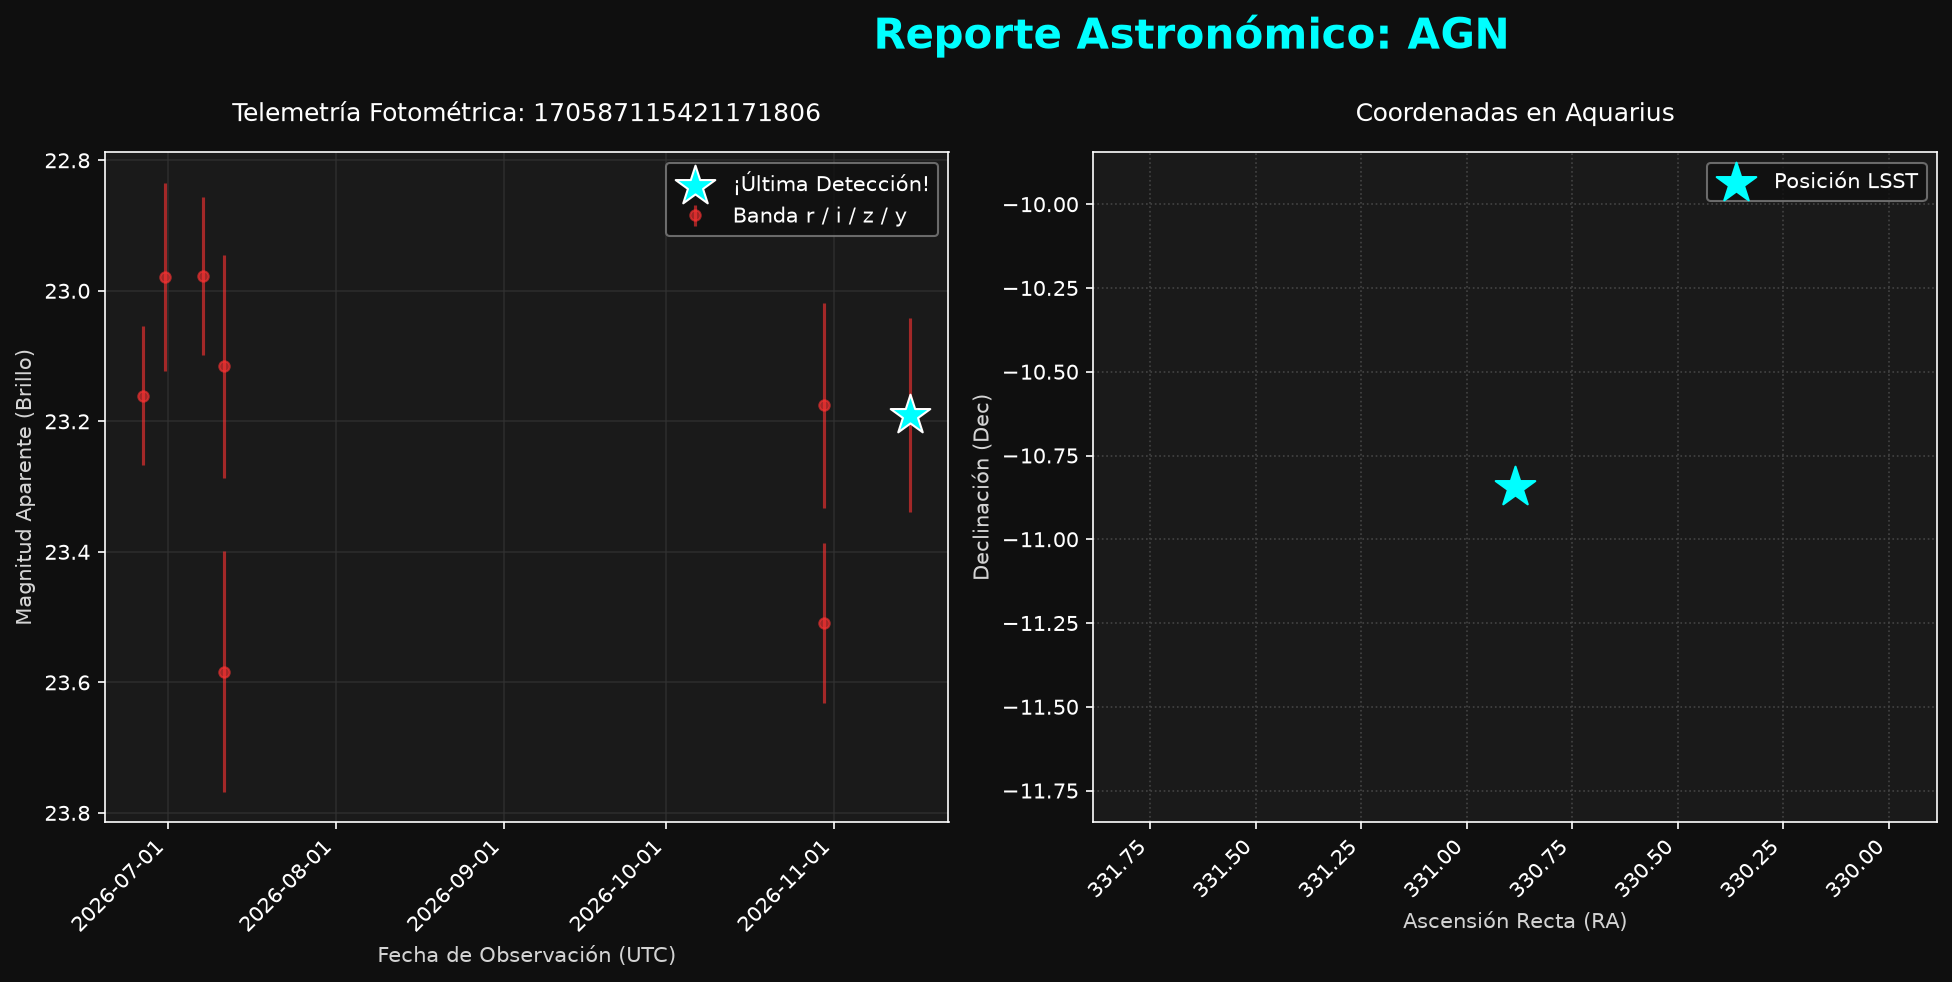 Reporte Astronómico: AGN
Telemetría Fotométrica: 170587115421171806
¡Última Detección!
Banda r / i / z / y
Magnitud Aparente (Brillo)
22.8
23.0
23.2
23.4
23.6
23.8
2026-07-01
2026-08-01
2026-09-01
2026-10-01
2026-11-01
Fecha de Observación (UTC)
Coordenadas en Aquarius
Posición LSST
Declinación (Dec)
−10.00
−10.25
−10.50
−10.75
−11.00
−11.25
−11.50
−11.75
331.75
331.50
331.25
331.00
330.75
330.50
330.25
330.00
Ascensión Recta (RA)